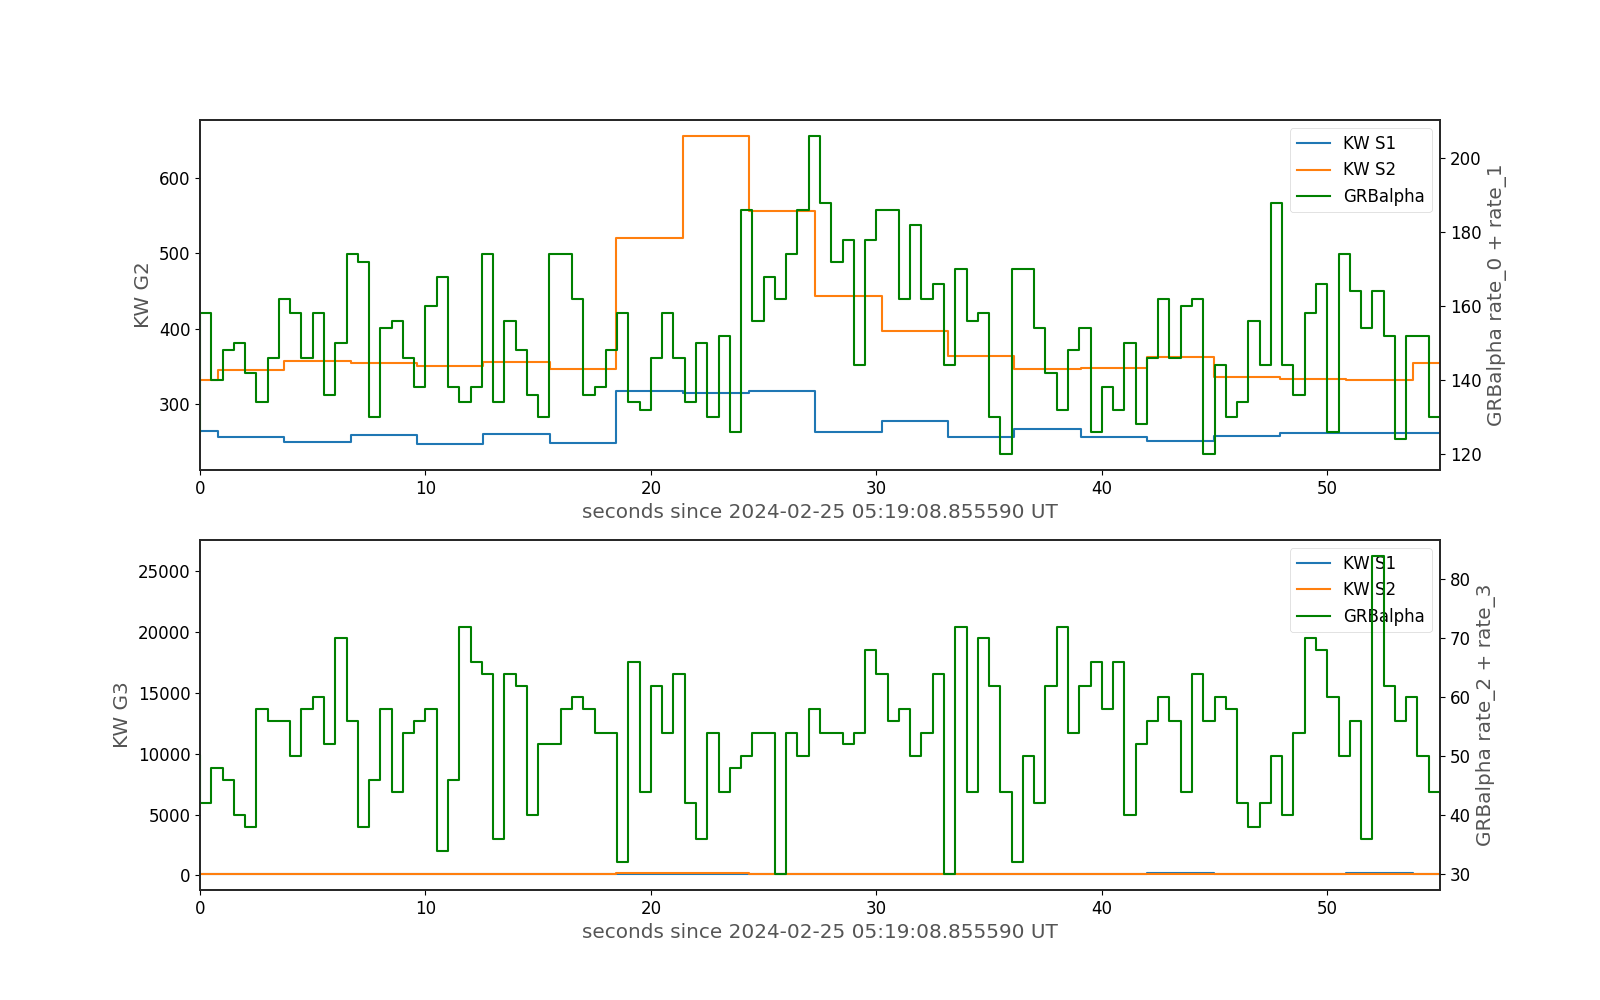 KW S1
KW S2
GRBalpha
600
500
400
300
KW G2
200
180
160
140
120
GRBalpha rate_0 + rate_1
0 10 20 30 40 50
seconds since 2024-02-25 05:19:08.855590 UT
KW S1
KW S2
GRBalpha
25000
20000
15000
10000
5000
0
KW G3
80
70
60
50
40
30
GRBalpha rate_2 + rate_3
0 10 20 30 40 50
seconds since 2024-02-25 05:19:08.855590 UT